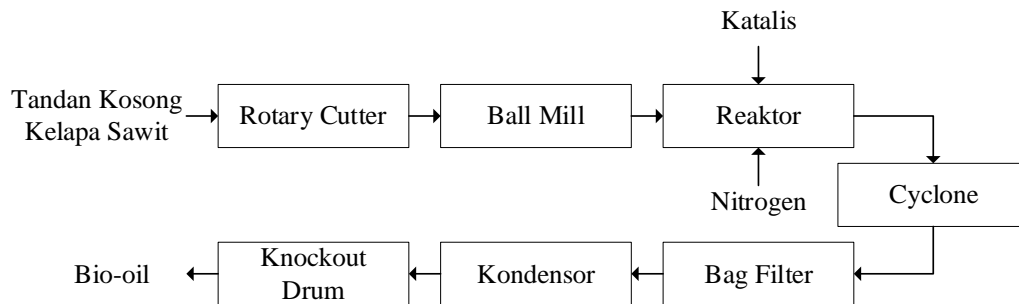 Katalis
Tandan Kosong
Kelapa Sawit
Rotary Cutter
Ball Mill
Reaktor
Nitrogen
Cyclone
Bag Filter
Kondensor
Knockout
Drum
Bio-oil